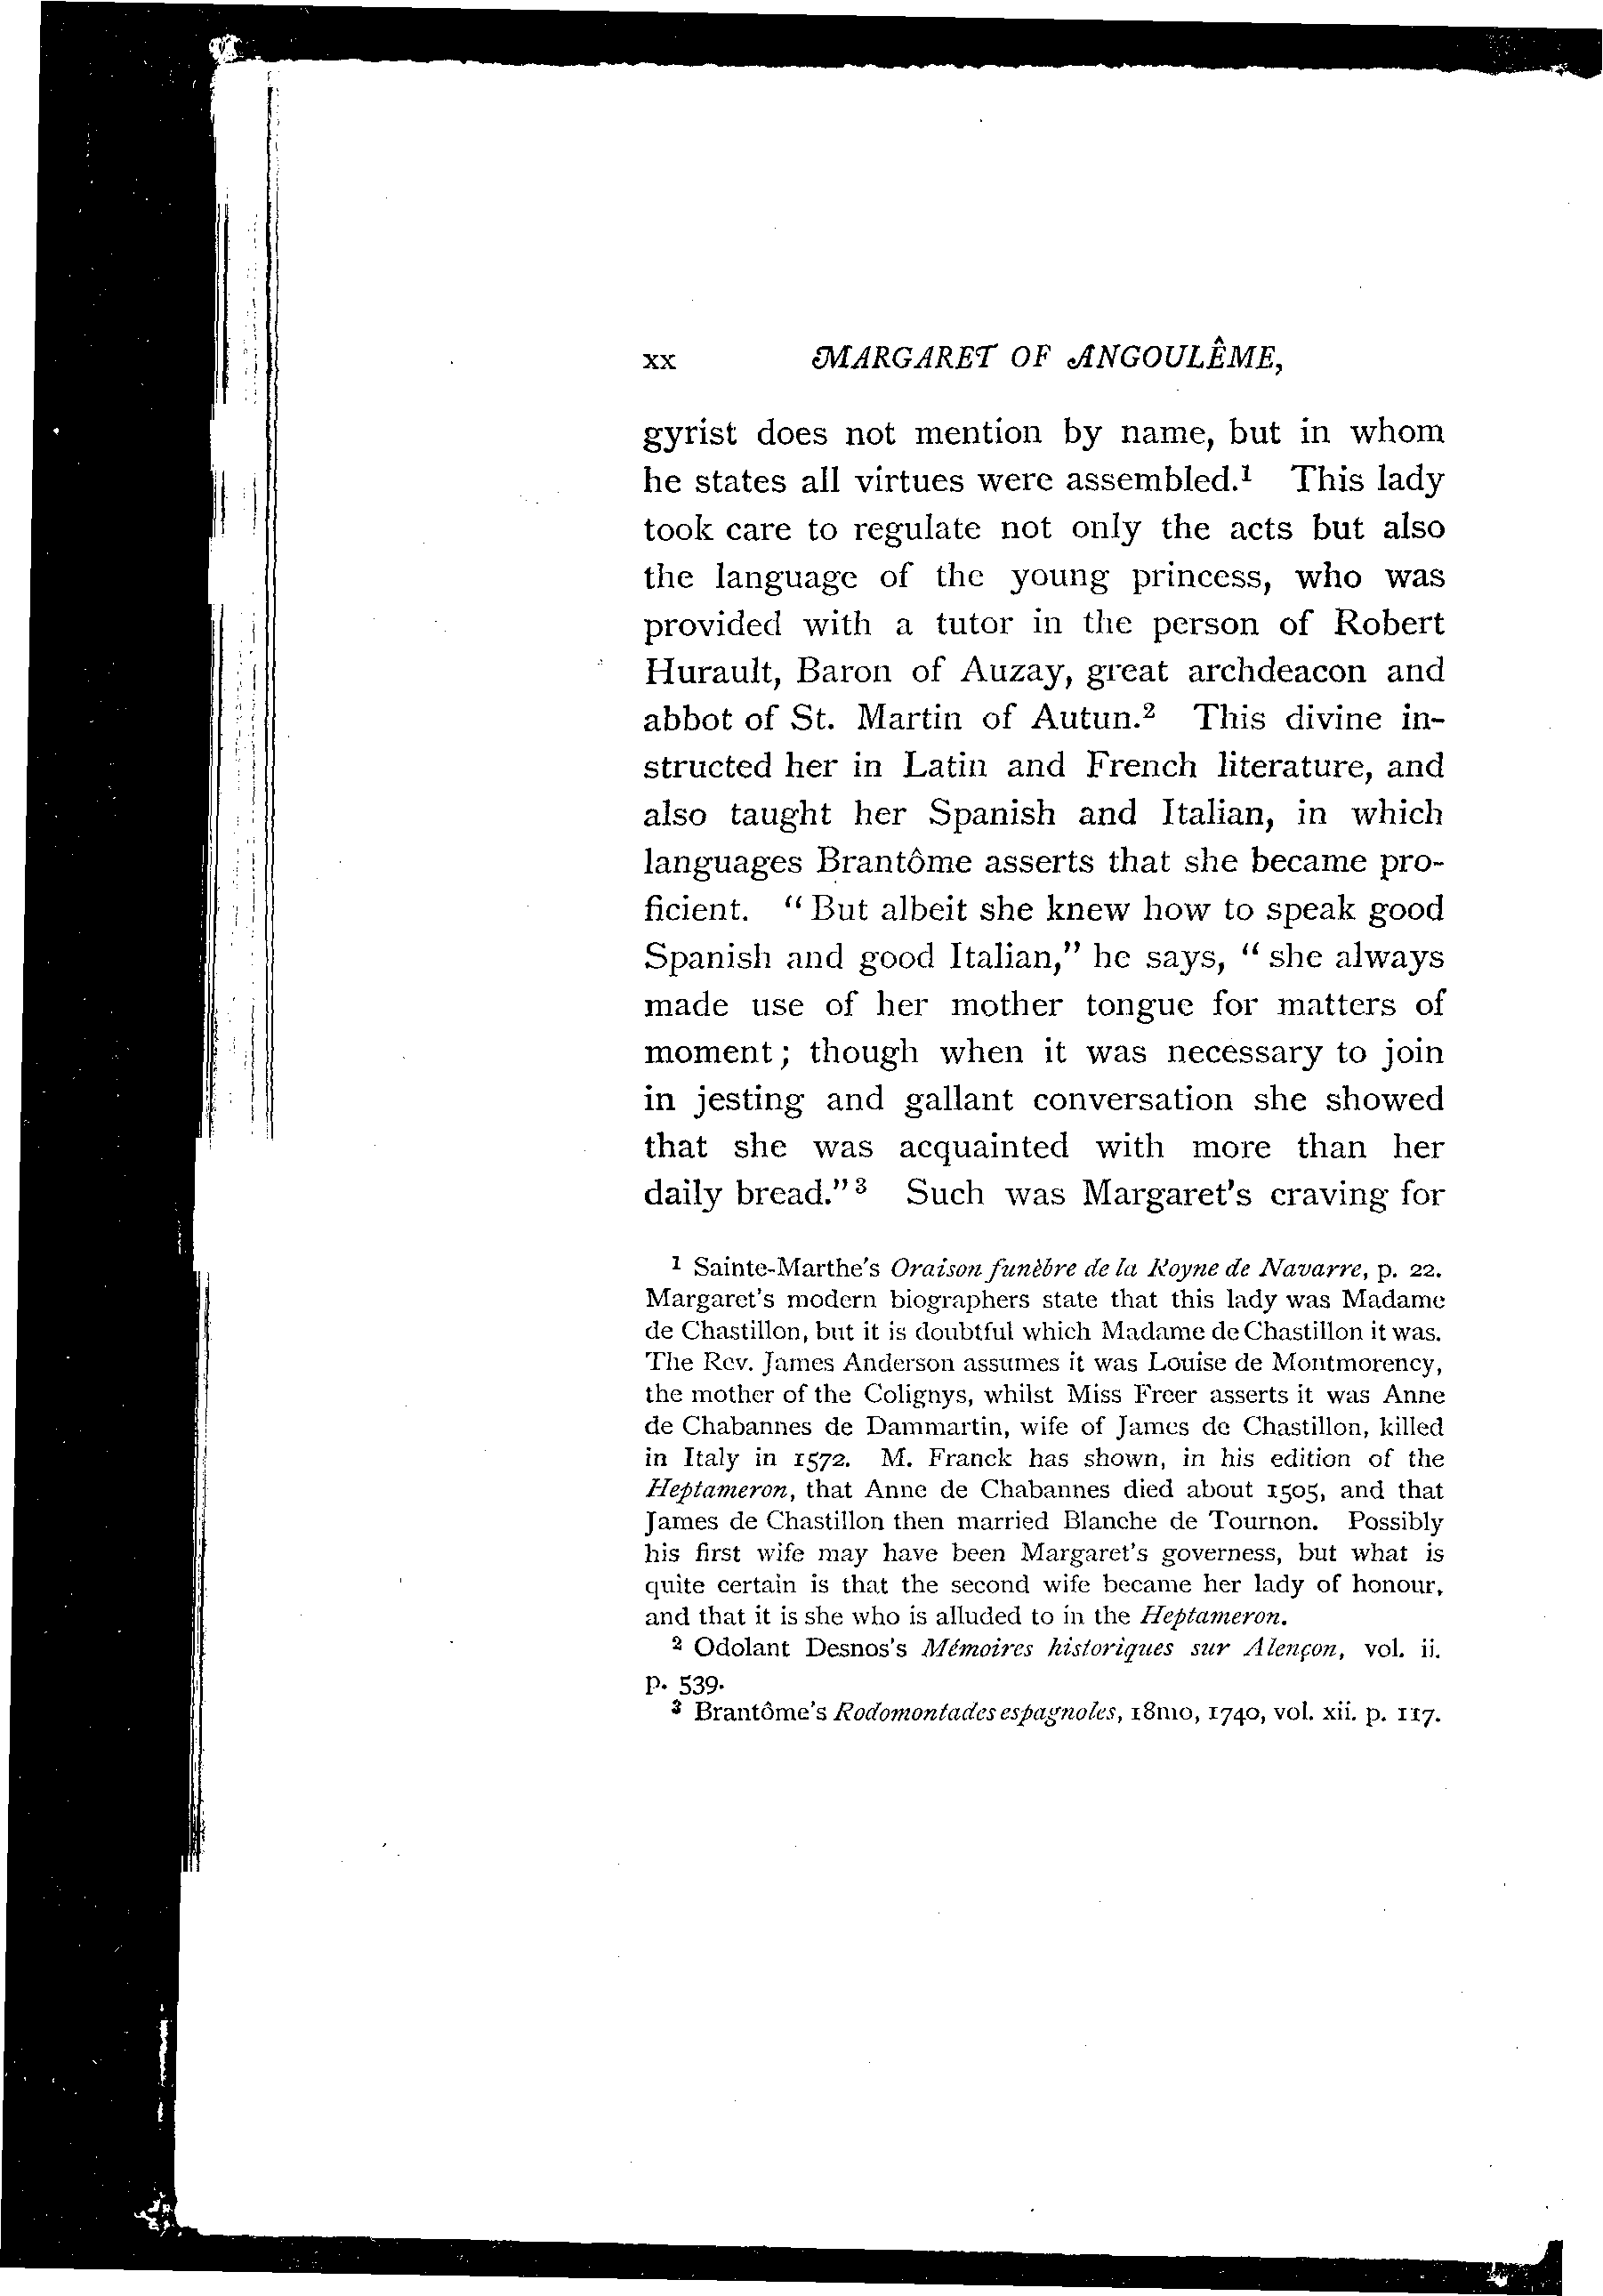 xx MARGARET OF ANGOULÊME,
gyrist does not mention by name, but in whom
he states all virtues were assembled.¹ This lady
took care to regulate not only the acts but also
the language of the young princess, who was
provided with a tutor in the person of Robert
Hurault, Baron of Auzay, great archdeacon and
abbot of St. Martin of Autun.² This divine in-
structed her in Latin and French literature, and
also taught her Spanish and Italian, in which
languages Brantôme asserts that she became pro-
ficient. “But albeit she knew how to speak good
Spanish and good Italian,” he says, “she always
made use of her mother tongue for matters of
moment; though when it was necessary to join
in jesting and gallant conversation she showed
that she was acquainted with more than her
daily bread.”³ Such was Margaret's craving for
¹ Sainte-Marthe's Oraison funèbre de la Royne de Navarre, p. 22.
Margaret's modern biographers state that this lady was Madame
de Chastillon, but it is doubtful which Madame de Chastillon it was.
The Rev. James Anderson assumes it was Louise de Montmorency,
the mother of the Colignys, whilst Miss Freer asserts it was Anne
de Chabannes de Dammartin, wife of James de Chastillon, killed
in Italy in 1572. M. Franck has shown, in his edition of the
Heptameron, that Anne de Chabannes died about 1505, and that
James de Chastillon then married Blanche de Tournon. Possibly
his first wife may have been Margaret's governess, but what is
quite certain is that the second wife became her lady of honour,
and that it is she who is alluded to in the Heptameron.
² Odolant Desnos's Mémoires historiques sur Alençon, vol. ii.
p. 539.
³ Brantôme's Rodomontades espagnoles, 18mo, 1740, vol. xii. p. 117.